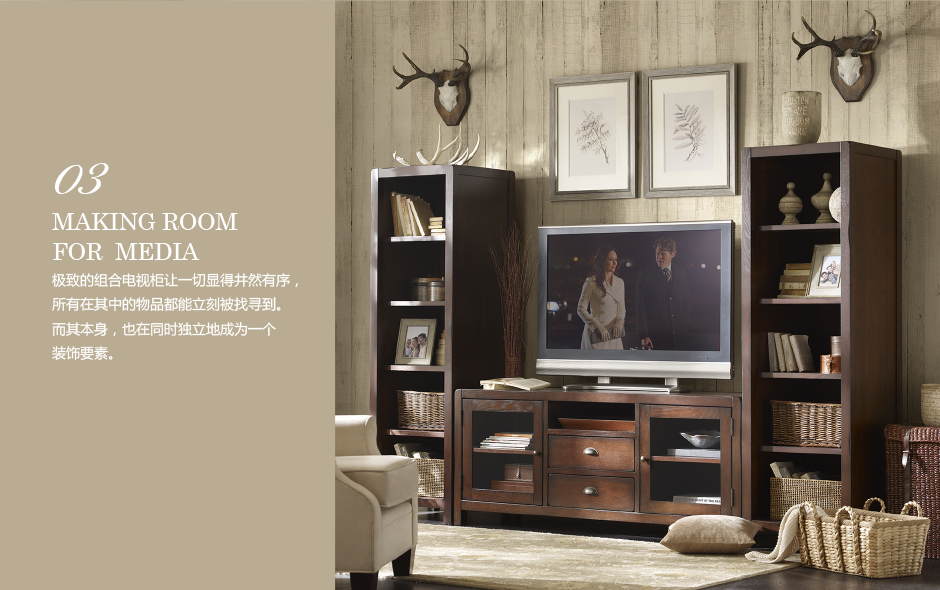 03
MAKING ROOM
FOR MEDIA
极致的组合电视柜让一切显得井然有序，
所有在其中的物品都能立刻被找寻到。
而其本身，也在同时独立地成为一个
装饰要素。